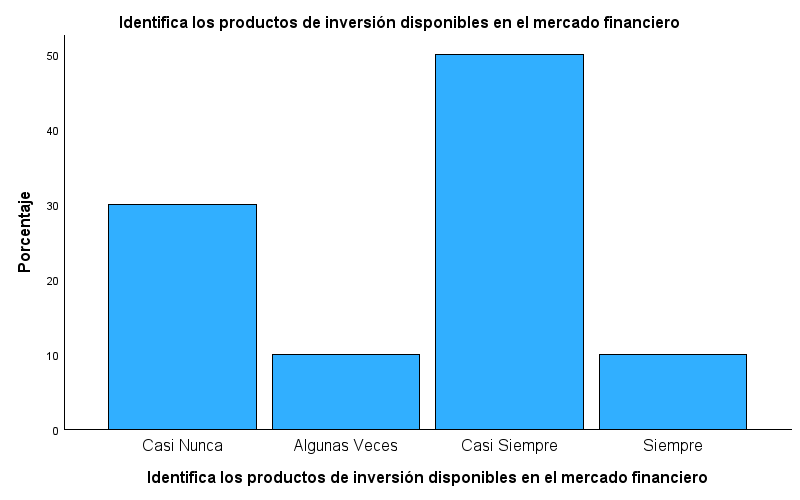 Identifica los productos de inversión disponibles en el mercado financiero
Porcentaje
50
40
30
20
10
0
Casi Nunca
Algunas Veces
Casi Siempre
Siempre
Identifica los productos de inversión disponibles en el mercado financiero